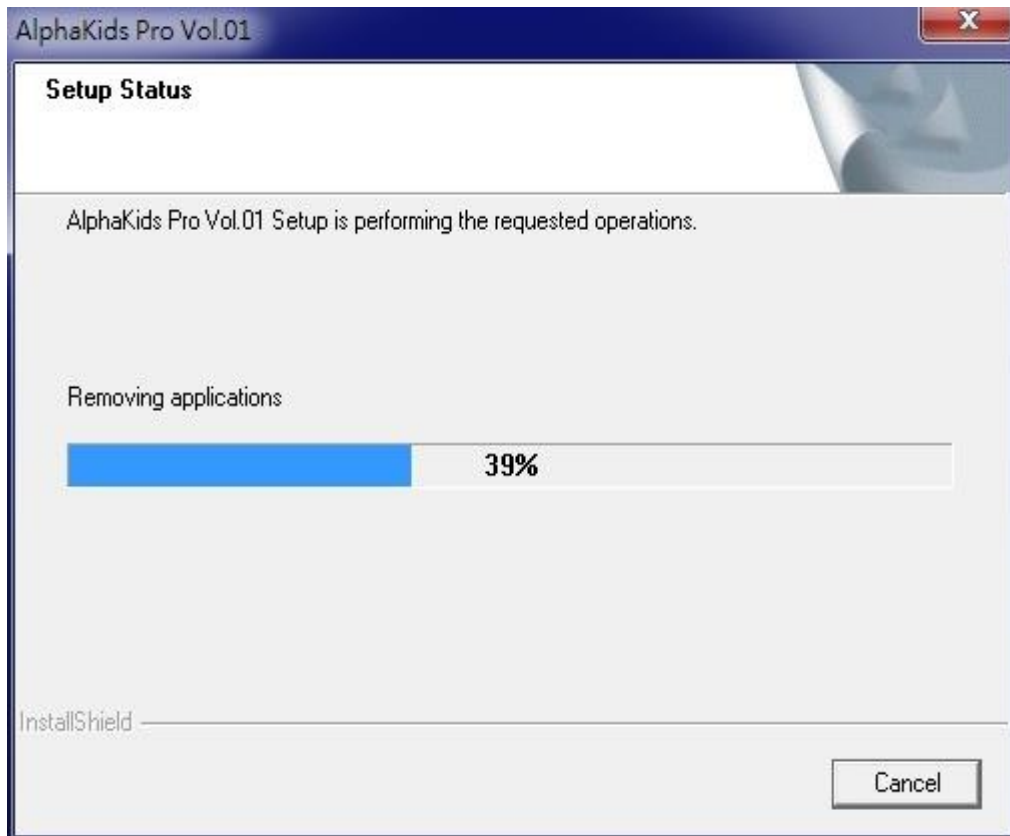 AlphaKids Pro Vol.01
Setup Status
AlphaKids Pro Vol.01 Setup is performing the requested operations.
Removing applications
39%
InstallShield
Cancel